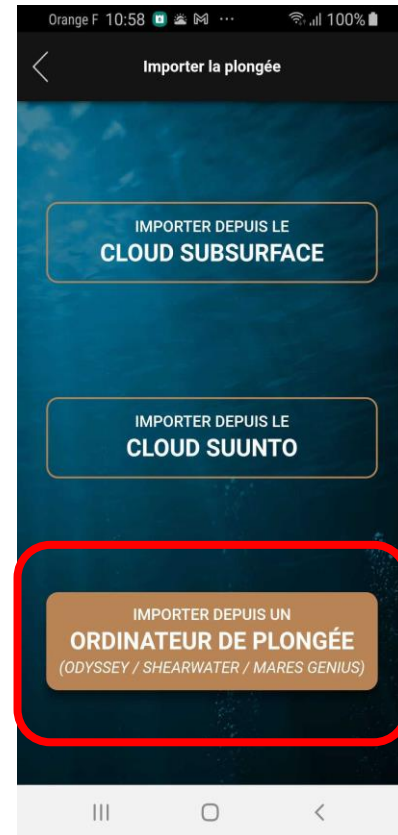 Orange F 10:58 ... 100%
Importer la plongée
IMPORTER DEPUIS LE
CLOUD SUBSURFACE
IMPORTER DEPUIS LE
CLOUD SUUNTO
IMPORTER DEPUIS UN
ORDINATEUR DE PLONGÉE
(ODYSSEY / SHEARWATER / MARES GENIUS)